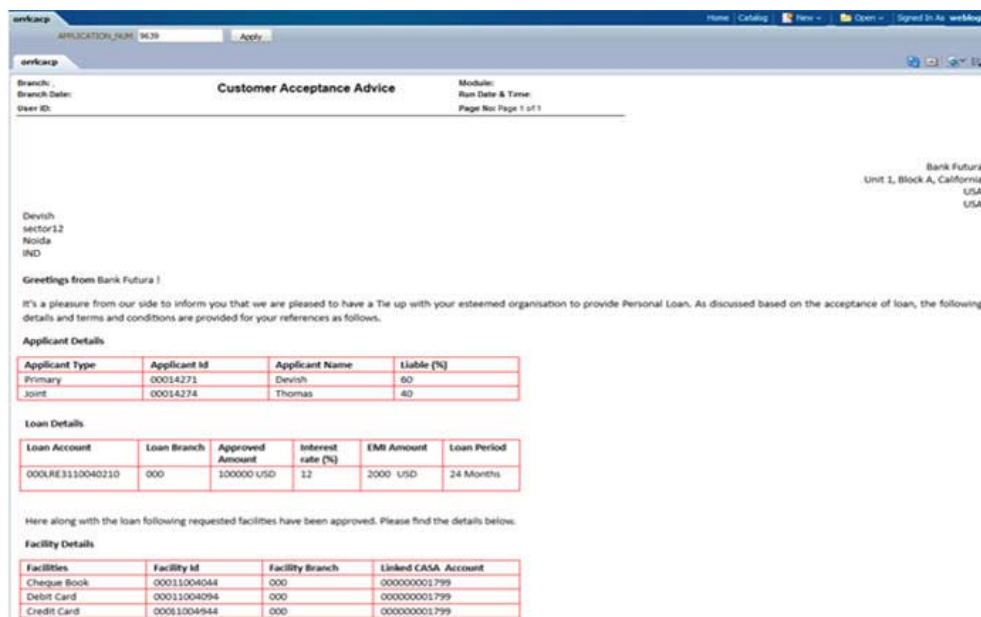 orrlcacp
Home Catalog New Open Signed In As weblog
APPLICATION_NUM 9639 Apply
orrlcacp
Branch: , Customer Acceptance Advice Module:
Branch Date: Run Date & Time:
User ID: Page No: Page 1 of 1
Bank Futura
Unit 1, Block A, California
USA
USA
Devish
sector12
Noida
IND
Greetings from Bank Futura !
It's a pleasure from our side to inform you that we are pleased to have a Tie up with your esteemed organisation to provide Personal Loan. As discussed based on the acceptance of loan, the following
details and terms and conditions are provided for your references as follows.
Applicant Details
Applicant Type Applicant Id Applicant Name Liable (%)
Primary 00014271 Devish 60
Joint 00014274 Thomas 40
Loan Details
Loan Account Loan Branch Approved Amount Interest rate (%) EMI Amount Loan Period
000LRE3110040210 000 100000 USD 12 2000 USD 24 Months
Here along with the loan following requested facilities have been approved. Please find the details below.
Facility Details
Facilities Facility Id Facility Branch Linked CASA Account
Cheque Book 00011004044 000 000000001799
Debit Card 00011004094 000 000000001799
Credit Card 00011004944 000 000000001799